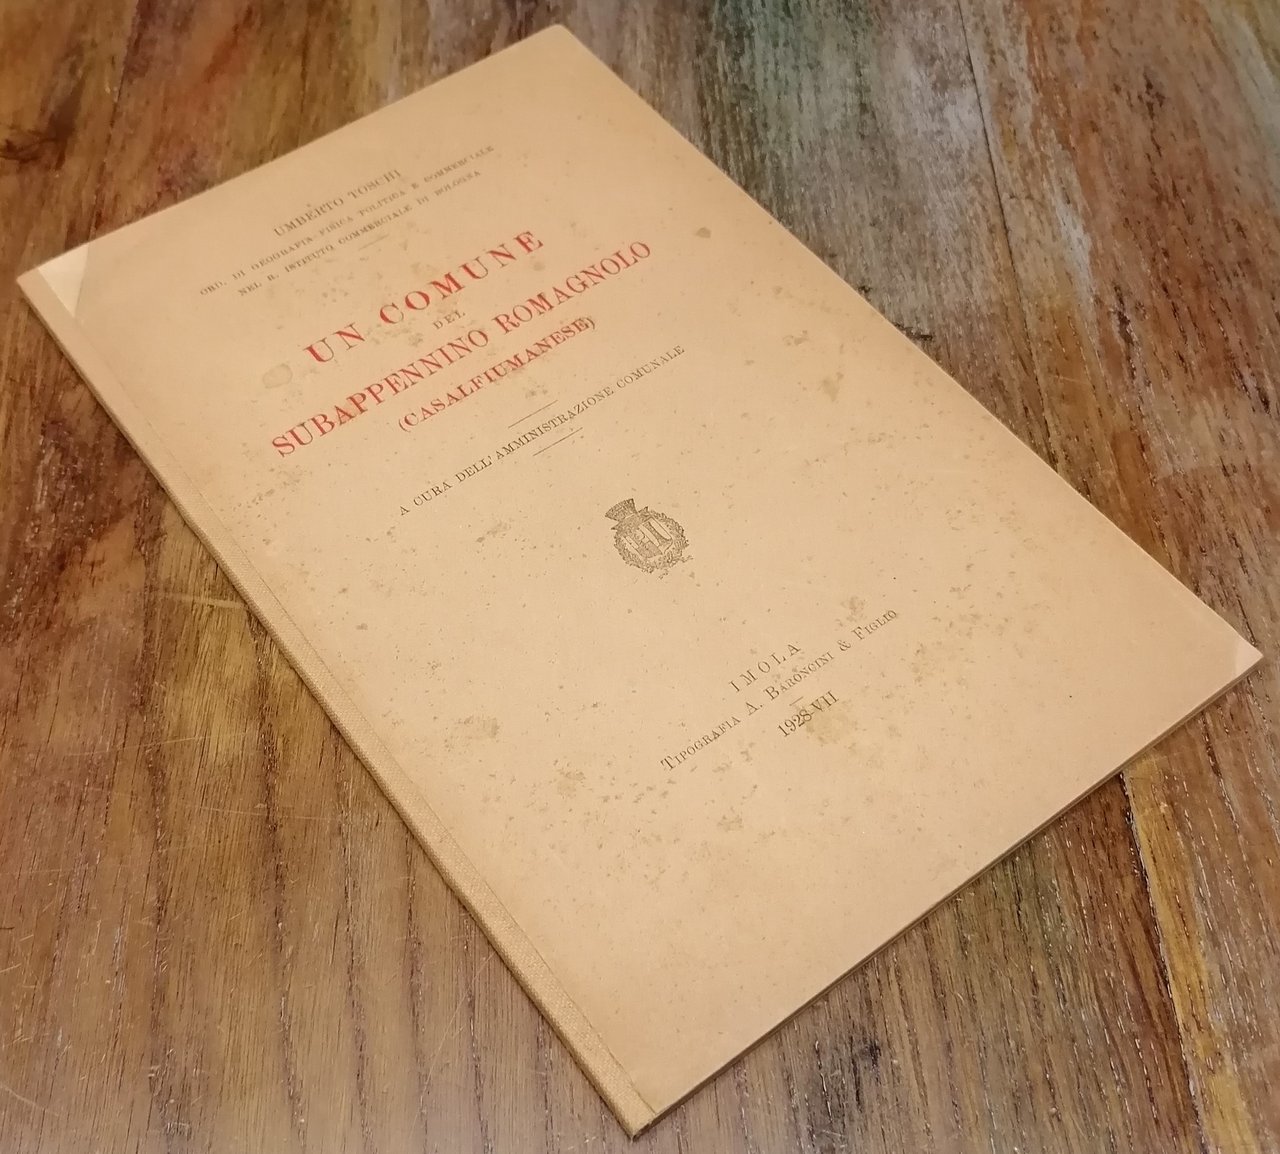 UMBERTO TOSCHI
ORD. DI GEOGRAFIA FISICA POLITICA E COMMERCIALE
NEL R. ISTITUTO COMMERCIALE DI BOLOGNA
UN COMUNE
DEL
SUBAPPENNINO ROMAGNOLO
(CASALFIUMANESE)
A CURA DELL'AMMINISTRAZIONE COMUNALE
IMOLA
TIPOGRAFIA A. BARONCINI & FIGLIO
1928-VII